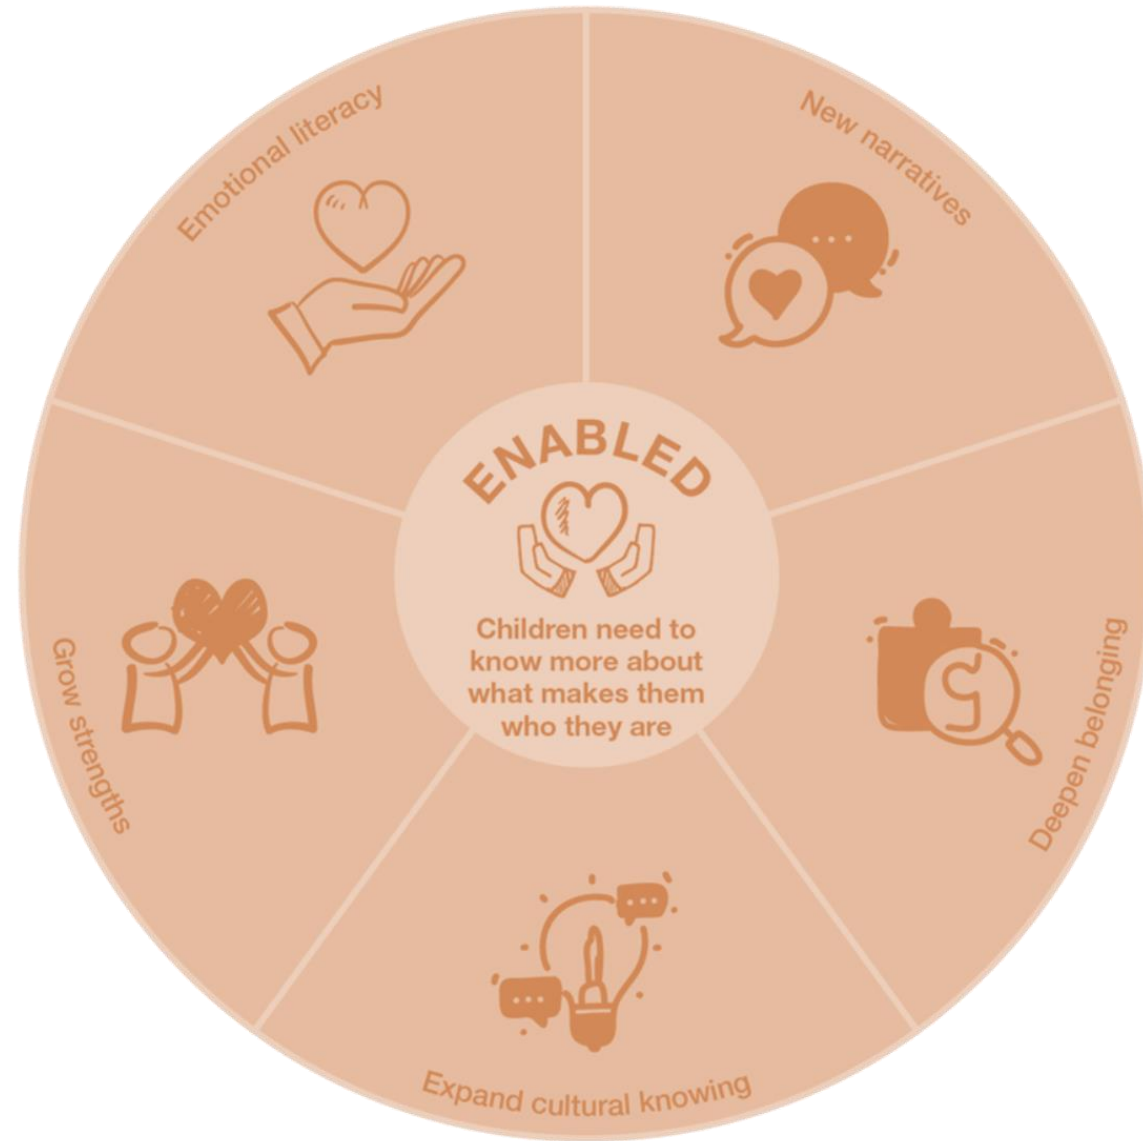 Emotional literacy
New narratives
ENABLED
Children need to
know more about
what makes them
who they are
Grow strengths
Deepen belonging
Expand cultural knowing